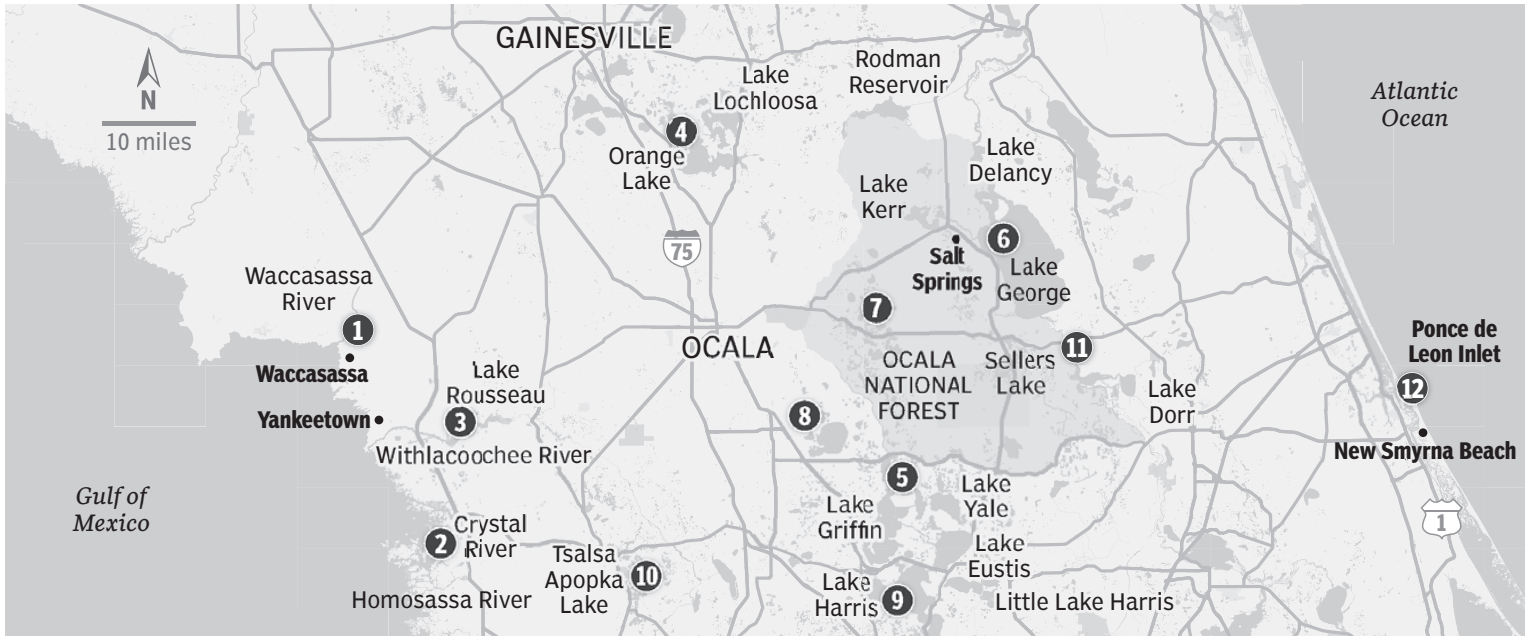 GAINESVILLE
N
10 miles
Lake
Lochloosa
Rodman
Reservoir
Atlantic
Ocean
4
Orange
Lake
Lake
Delancy
Lake
Kerr
75
6
Salt
Springs
Lake
George
Waccasassa
River
1
Waccasassa
7
OCALA
OCALA
NATIONAL
FOREST
Sellers
Lake
11
Ponce de
Leon Inlet
12
Lake
Rousseau
3
Yankeetown
Withlacoochee River
8
Lake
Dorr
New Smyrna Beach
Gulf of
Mexico
5
Lake
Griffin
Lake
Yale
1
2
Crystal
River
Tsalsa
Apopka
Lake
10
Lake
Eustis
Homosassa River
Lake
Harris
9
Little Lake Harris